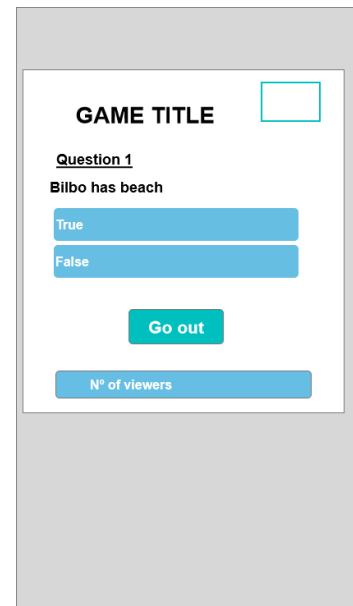 GAME TITLE
Question 1
Bilbo has beach
True
False
Go out
Nº of viewers